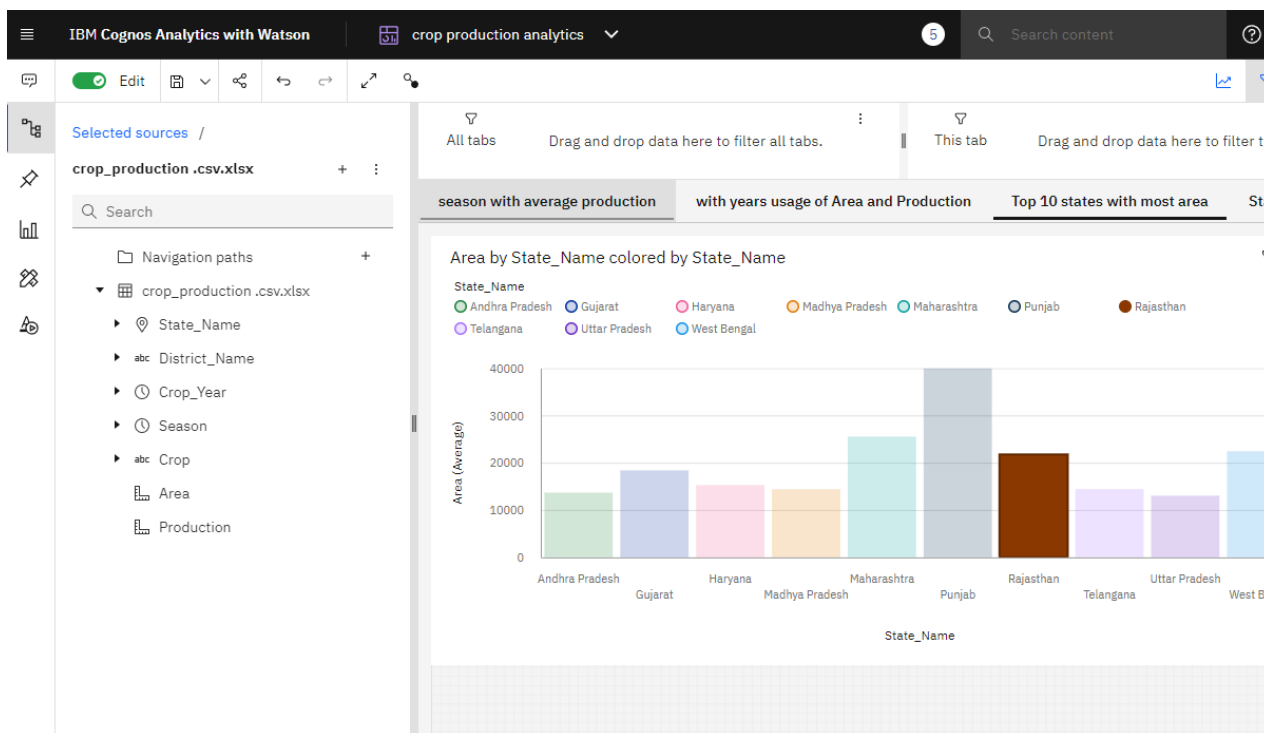 IBM Cognos Analytics with Watson
crop production analytics
5
Search content
Edit
Selected sources /
crop_production .csv.xlsx
Search
Navigation paths
crop_production .csv.xlsx
State_Name
abc District_Name
Crop_Year
Season
abc Crop
Area
Production
All tabs
Drag and drop data here to filter all tabs.
This tab
Drag and drop data here to filter t
season with average production
with years usage of Area and Production
Top 10 states with most area
St
Area by State_Name colored by State_Name
State_Name
Andhra Pradesh Gujarat Haryana Madhya Pradesh Maharashtra Punjab Rajasthan
Telangana Uttar Pradesh West Bengal
Area (Average)
40000
30000
20000
10000
0
Andhra Pradesh Haryana Maharashtra Rajasthan Uttar Pradesh
Gujarat Madhya Pradesh Punjab Telangana West B
State_Name